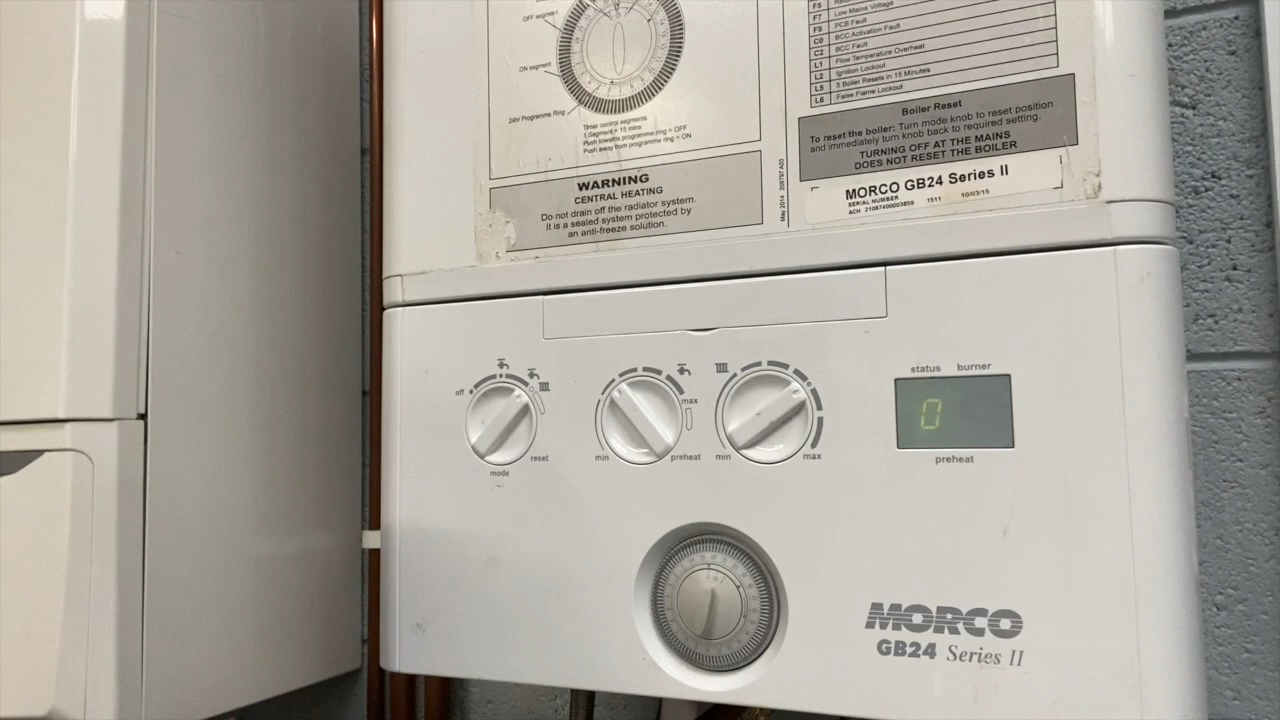 OFF segment
ON segment
24hr Programme Ring
Timer control segments
1 Segment = 15 mins
Push towards programme ring = OFF
Push away from programme ring = ON
WARNING
CENTRAL HEATING
Do not drain off the radiator system.
It is a sealed system protected by
an anti-freeze solution.
May 2014 209797 A03
F5
F7 Low Mains Voltage
F9 PCB Fault
C0 BCC Activation Fault
C2 BCC Fault
L1 Flow Temperature Overheat
L2 Ignition Lockout
L5 5 Boiler Resets in 15 Minutes
L6 False Flame Lockout
Boiler Reset
To reset the boiler: Turn mode knob to reset position
and immediately turn knob back to required setting.
TURNING OFF AT THE MAINS
DOES NOT RESET THE BOILER
MORCO GB24 Series II
SERIAL NUMBER 1511 10/03/15
ACH 21087400003859
off
mode
reset
min
max
preheat
min
max
status burner
0
preheat
MORCO
GB24 Series II